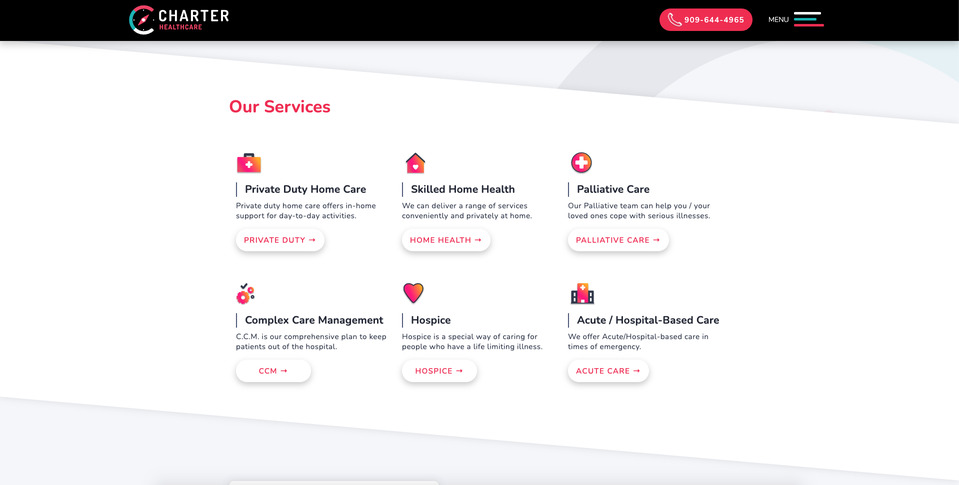 CHARTER
HEALTHCARE
909-644-4965
MENU
Our Services
Private Duty Home Care
Private duty home care offers in-home
support for day-to-day activities.
PRIVATE DUTY →
Skilled Home Health
We can deliver a range of services
conveniently and privately at home.
HOME HEALTH →
Palliative Care
Our Palliative team can help you / your
loved ones cope with serious illnesses.
PALLIATIVE CARE →
Complex Care Management
C.C.M. is our comprehensive plan to keep
patients out of the hospital.
CCM →
Hospice
Hospice is a special way of caring for
people who have a life limiting illness.
HOSPICE →
Acute / Hospital-Based Care
We offer Acute/Hospital-based care in
times of emergency.
ACUTE CARE →